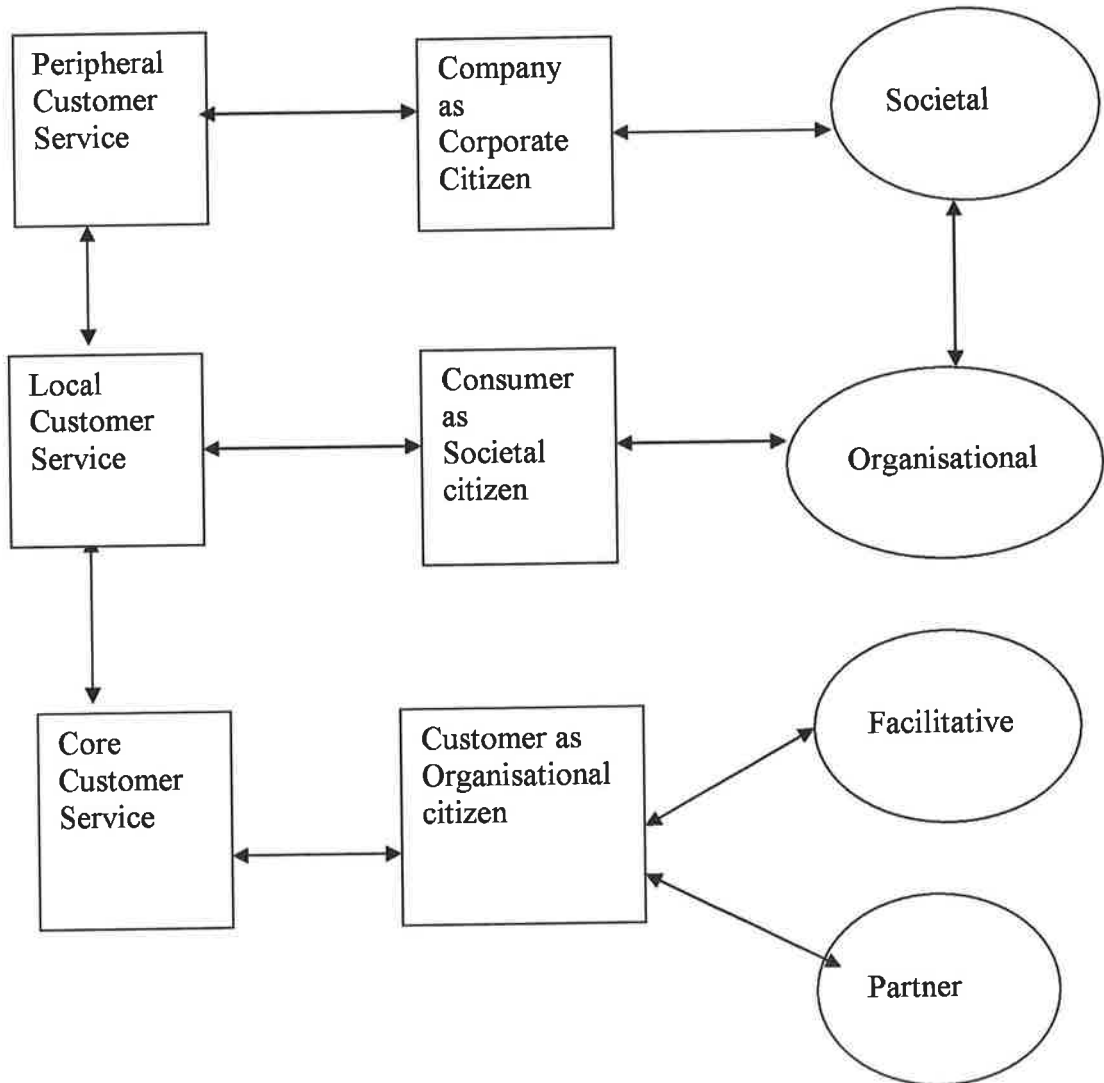 Peripheral
Customer
Service
Company
as
Corporate
Citizen
Societal
Local
Customer
Service
Consumer
as
Societal
citizen
Organisational
Core
Customer
Service
Customer as
Organisational
citizen
Facilitative
Partner